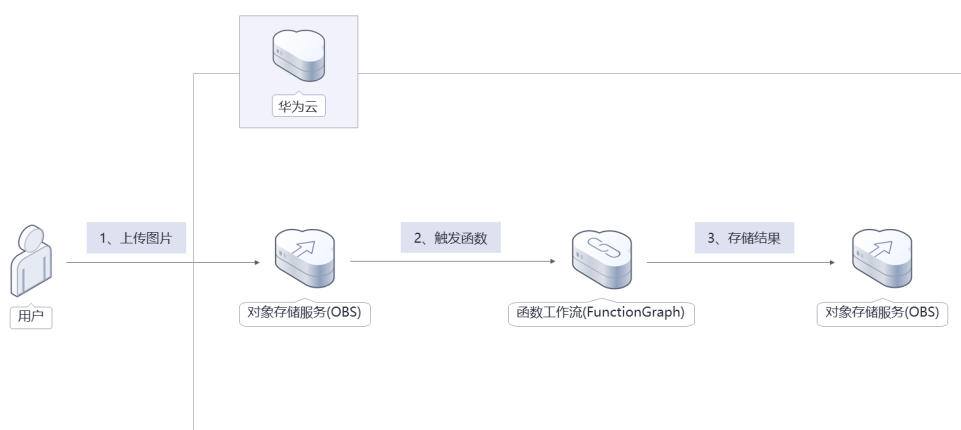 华为云
1、上传图片
2、触发函数
3、存储结果
用户
对象存储服务(OBS)
函数工作流(FunctionGraph)
对象存储服务(OBS)